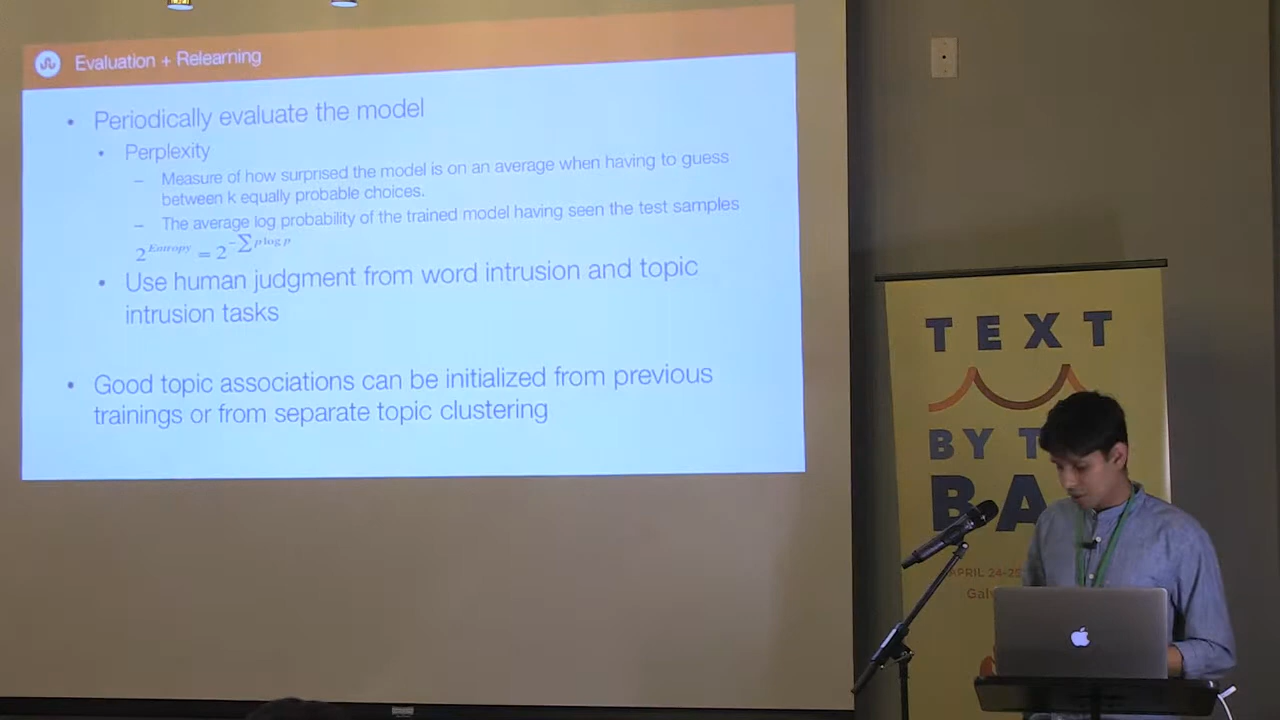 Evaluation + Relearning
• Periodically evaluate the model
• Perplexity
– Measure of how surprised the model is on an average when having to guess
between k equally probable choices.
– The average log probability of the trained model having seen the test samples
2^Entropy = 2^-∑ p log p
• Use human judgment from word intrusion and topic
intrusion tasks
• Good topic associations can be initialized from previous
trainings or from separate topic clustering
TEXT
BY T
BA
APRIL 24-25
Gal